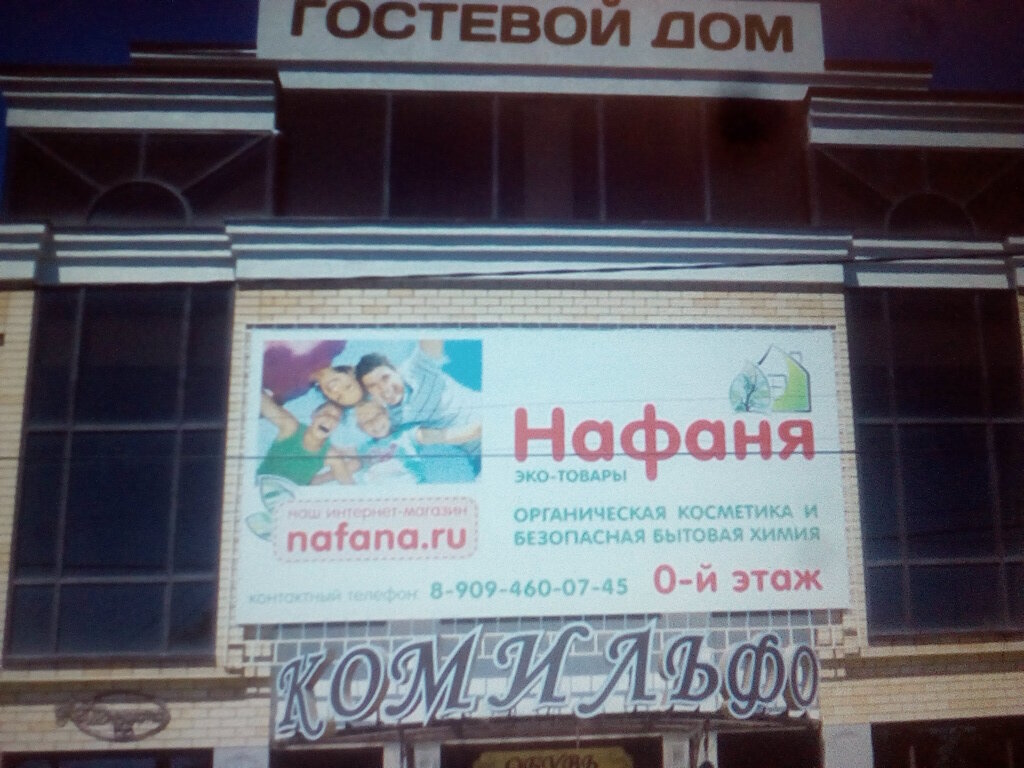 ГОСТЕВОЙ ДОМ
Нафаня
ЭКО-ТОВАРЫ
наш интернет-магазин
nafana.ru
ОРГАНИЧЕСКАЯ КОСМЕТИКА И
БЕЗОПАСНАЯ БЫТОВАЯ ХИМИЯ
контактный телефон: 8-909-460-07-45
0-й этаж
КОМИЛЬФО
ОБУВЬ